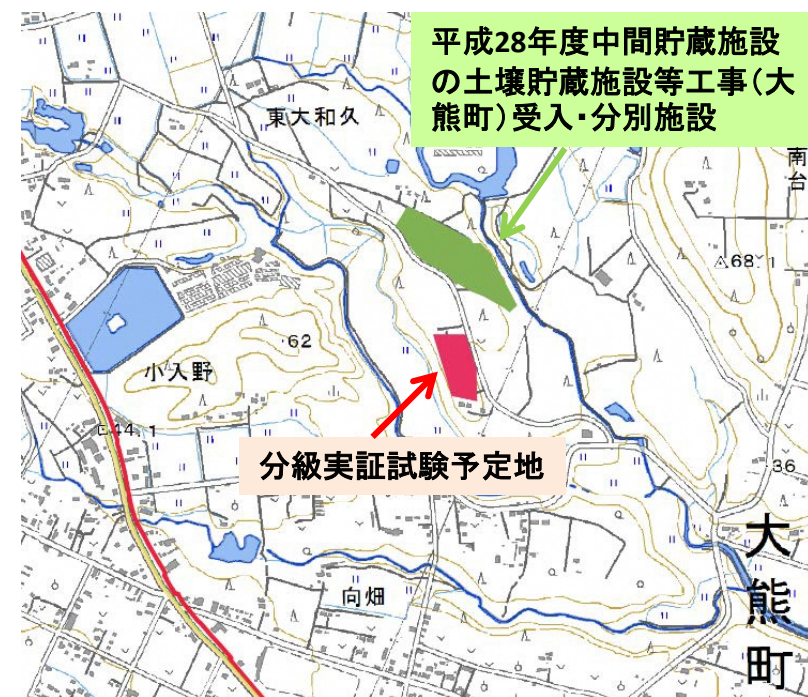 平成28年度中間貯蔵施設
の土壌貯蔵施設等工事(大
熊町)受入・分別施設
東大和久
南台
68.1
62
小入野
44.1
分級実証試験予定地
36
大熊町
向畑